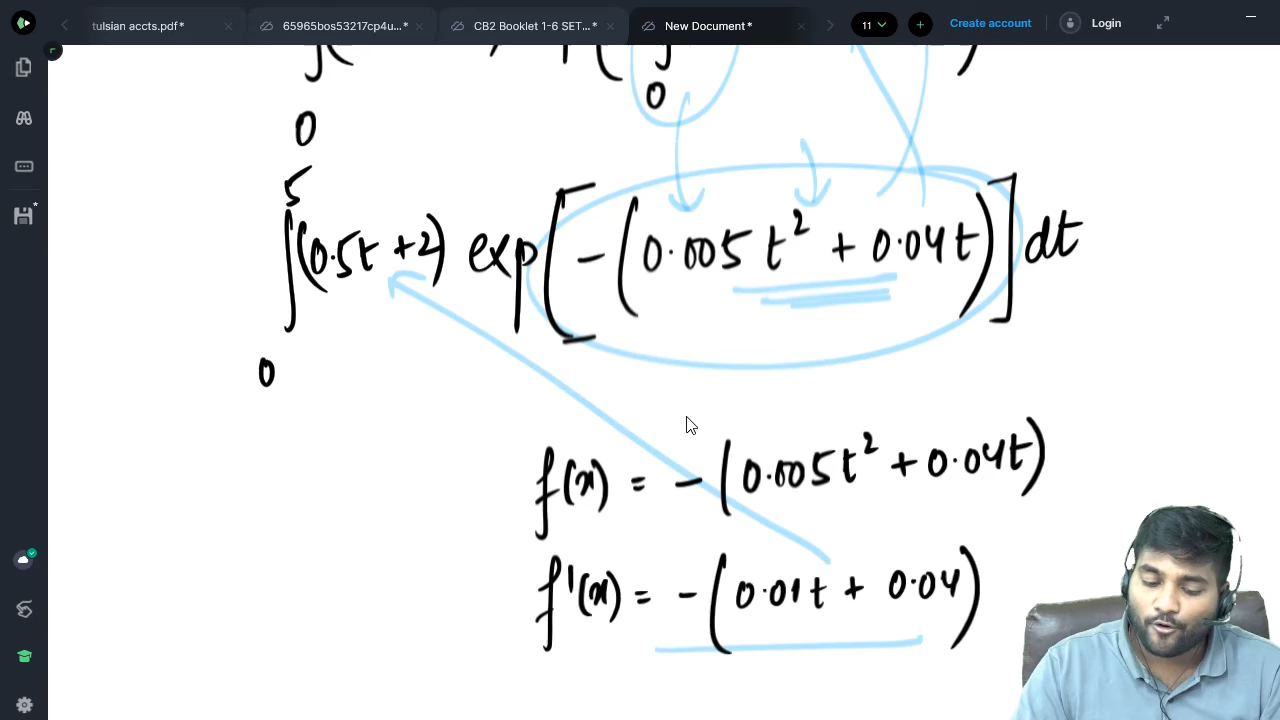 tulsian accts.pdf*
65965bos53217cp4u...*
CB2 Booklet 1-6 SET...*
New Document*
11
Create account
Login
0
0
5
∫(0.5t +2) exp[-(0.005t² + 0.04t)] dt
0
f(x) = -(0.005t² + 0.04t)
f'(x) = -(0.01t + 0.04)